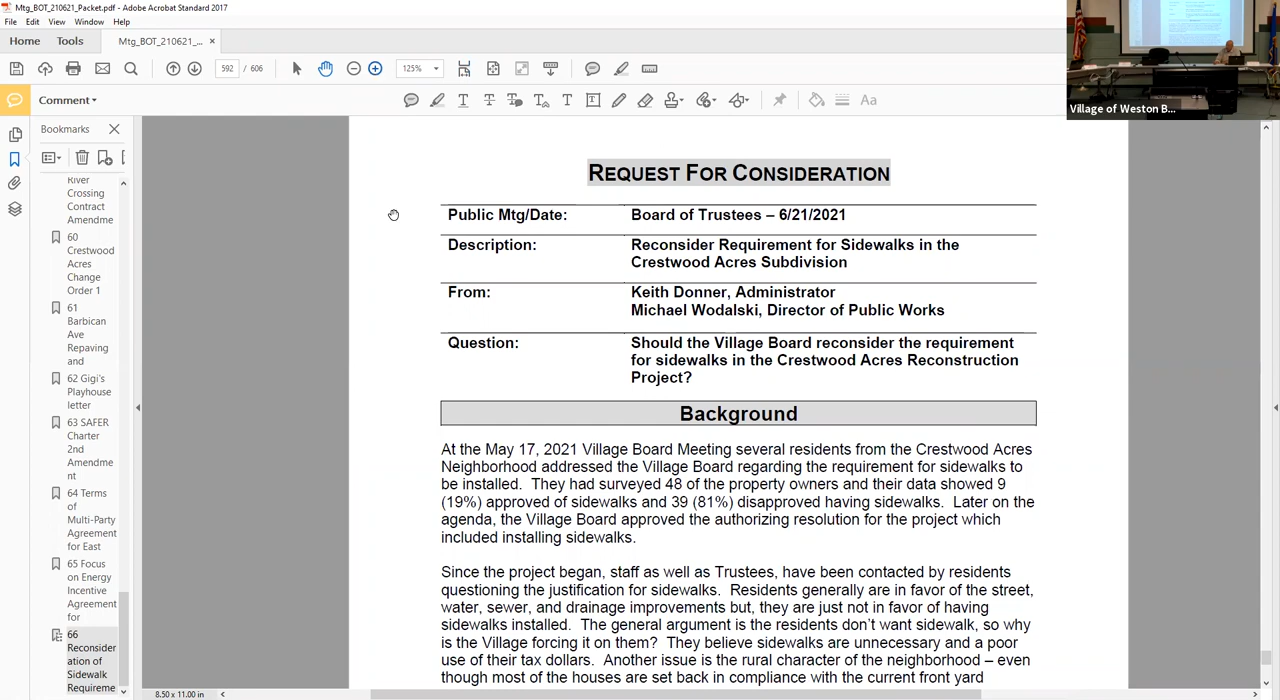 Mtg_BOT_210621_Packet.pdf - Adobe Acrobat Standard 2017
File Edit View Window Help
Home Tools Mtg_BOT_210621_... ×
592 / 606 125%
Comment
Aa
Village of Weston B...
Bookmarks
River
Crossing
Contract
Amendme
60
Crestwood
Acres
Change
Order 1
61
Barbican
Ave
Repaving
and
62 Gigi's
Playhouse
letter
63 SAFER
Charter
2nd
Amendme
nt
64 Terms
of
Multi-Party
Agreement
for East
65 Focus
on Energy
Incentive
Agreement
for
66
Reconsider
ation of
Sidewalk
Requireme
REQUEST FOR CONSIDERATION
Public Mtg/Date: Board of Trustees – 6/21/2021
Description: Reconsider Requirement for Sidewalks in the
Crestwood Acres Subdivision
From: Keith Donner, Administrator
Michael Wodalski, Director of Public Works
Question: Should the Village Board reconsider the requirement
for sidewalks in the Crestwood Acres Reconstruction
Project?
Background
At the May 17, 2021 Village Board Meeting several residents from the Crestwood Acres
Neighborhood addressed the Village Board regarding the requirement for sidewalks to
be installed. They had surveyed 48 of the property owners and their data showed 9
(19%) approved of sidewalks and 39 (81%) disapproved having sidewalks. Later on the
agenda, the Village Board approved the authorizing resolution for the project which
included installing sidewalks.
Since the project began, staff as well as Trustees, have been contacted by residents
questioning the justification for sidewalks. Residents generally are in favor of the street,
water, sewer, and drainage improvements but, they are just not in favor of having
sidewalks installed. The general argument is the residents don't want sidewalk, so why
is the Village forcing it on them? They believe sidewalks are unnecessary and a poor
use of their tax dollars. Another issue is the rural character of the neighborhood – even
though most of the houses are set back in compliance with the current front yard
8.50 x 11.00 in